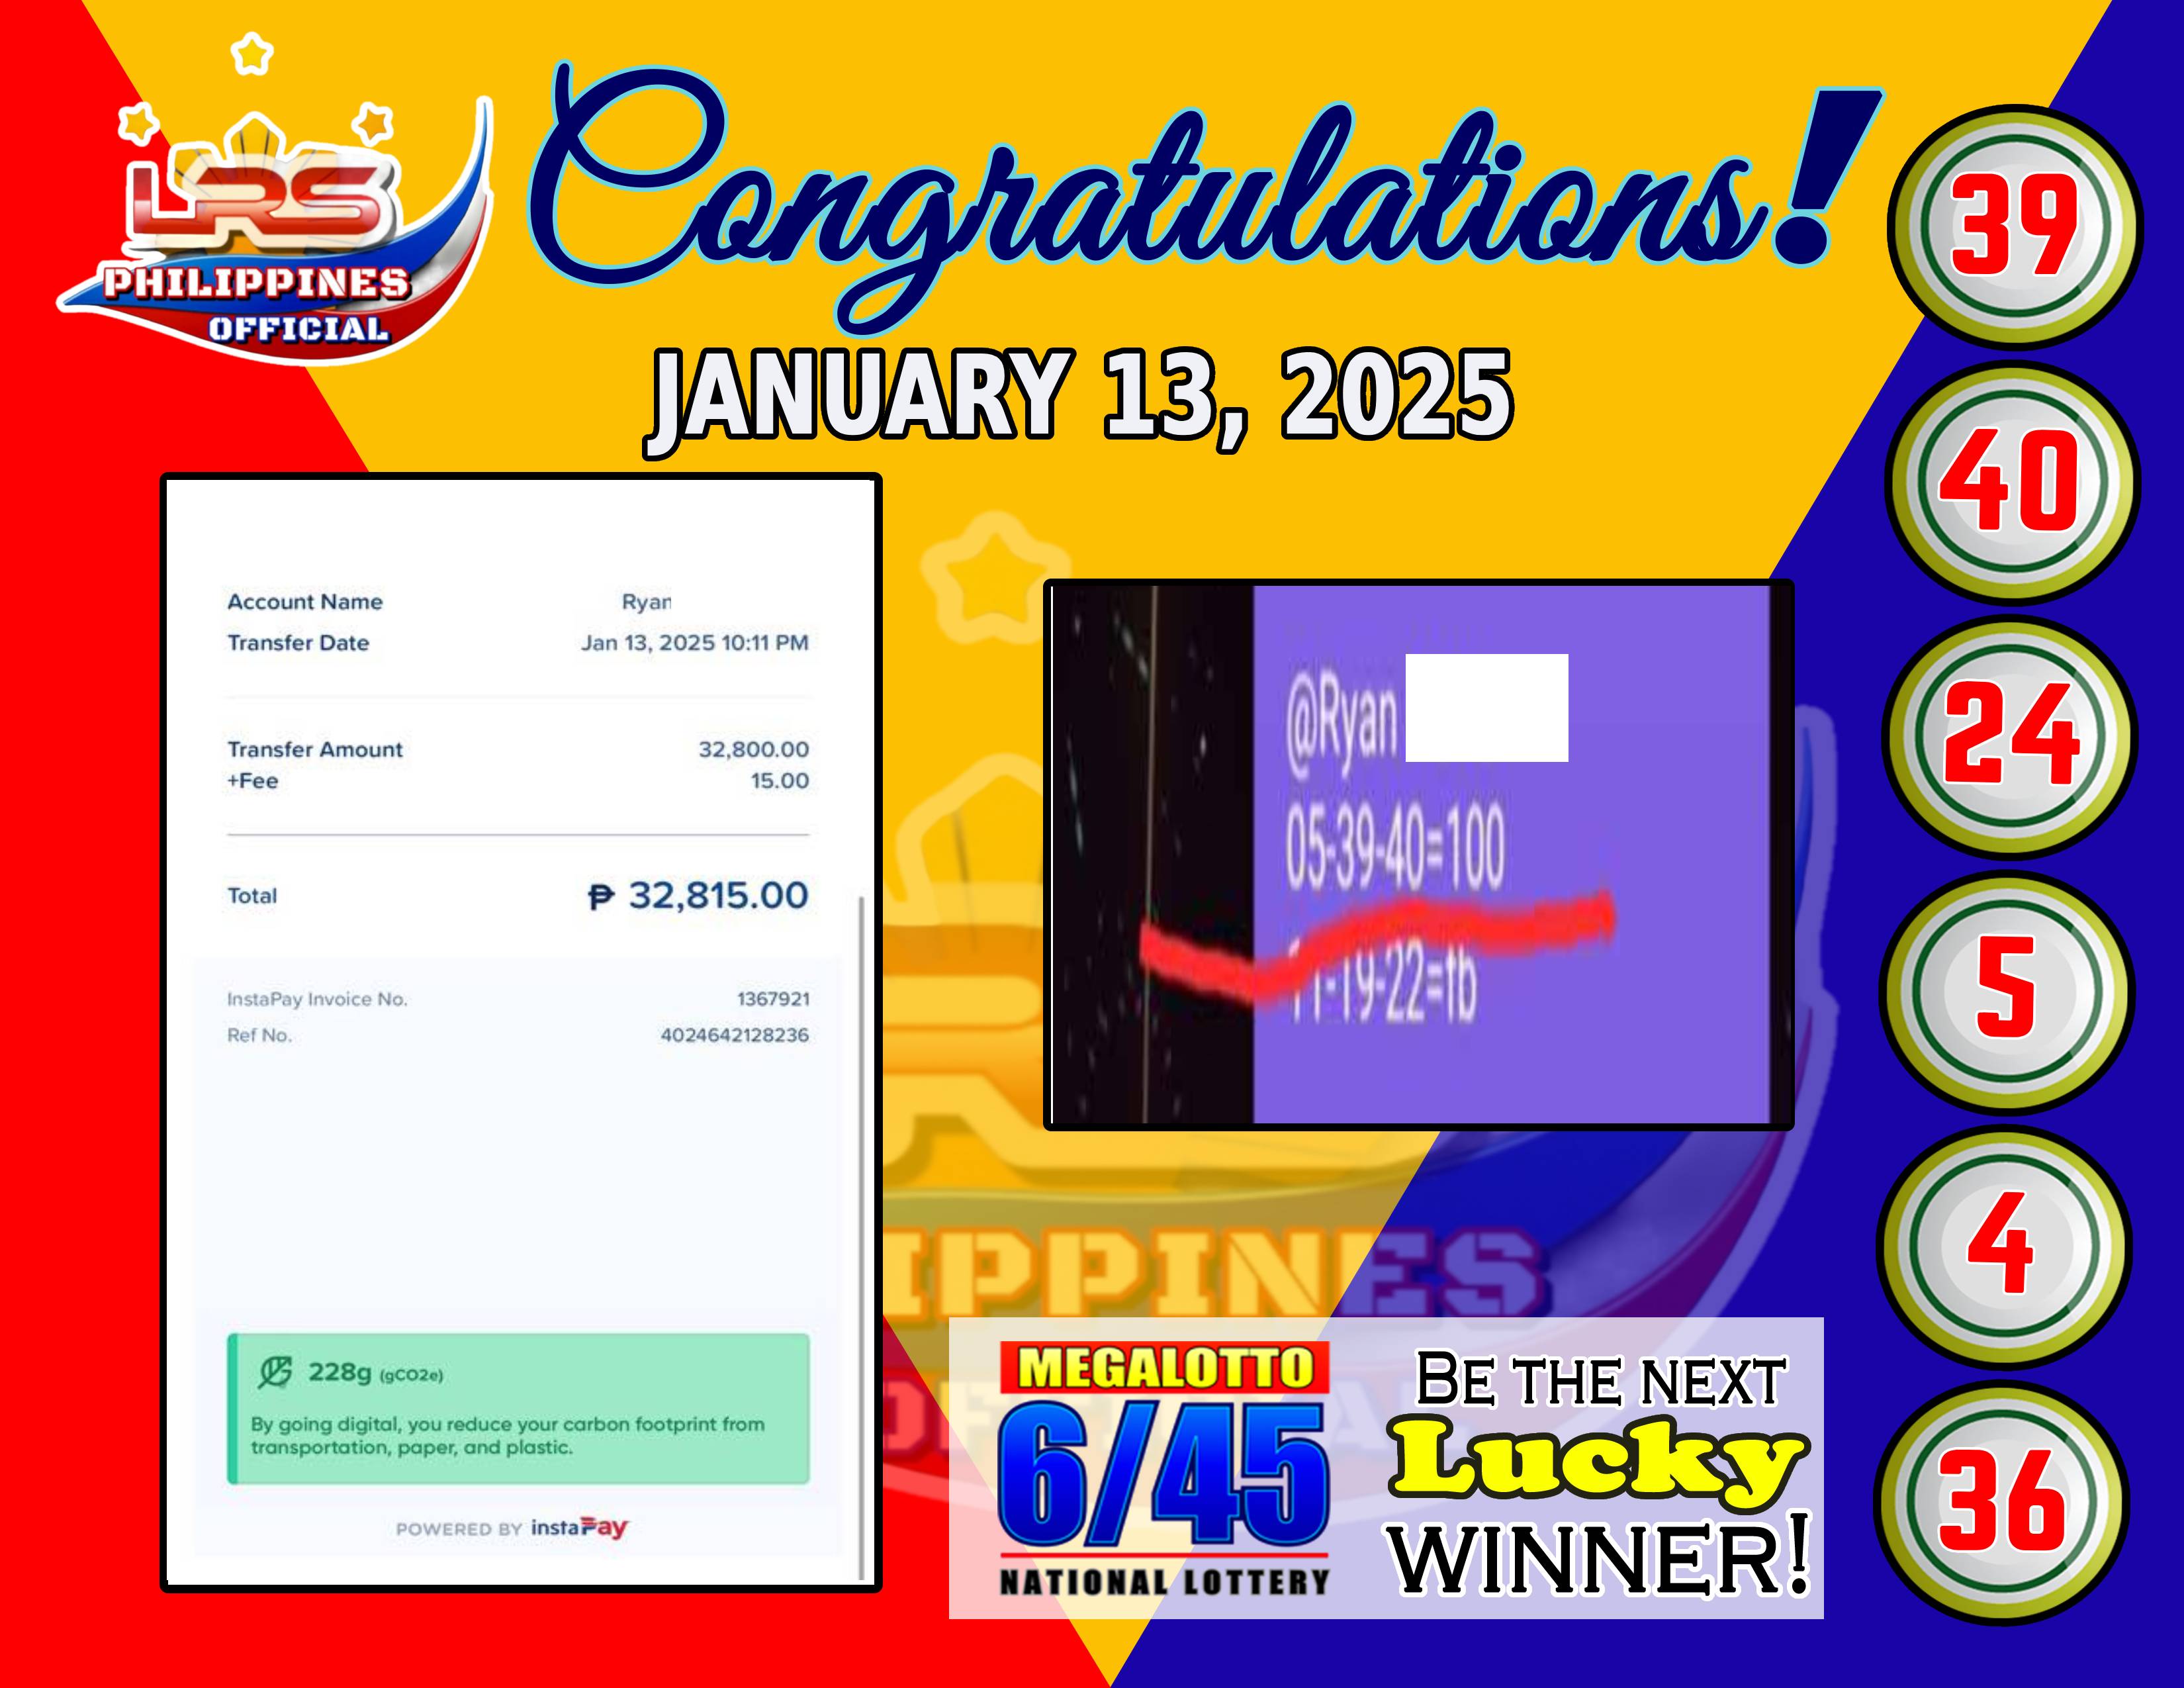 LRS
PHILIPPINES
OFFICIAL
Congratulations!
JANUARY 13, 2025
Account Name Ryan
Transfer Date Jan 13, 2025 10:11 PM
Transfer Amount 32,800.00
+Fee 15.00
Total ₱ 32,815.00
InstaPay Invoice No. 1367921
Ref No. 4024642128236
228g (gCO2e)
By going digital, you reduce your carbon footprint from
transportation, paper, and plastic.
POWERED BY instaPay
@Ryan
05-39-40=100
11-19-22=fb
IPPINES
MEGALOTTO
6/45
NATIONAL LOTTERY
BE THE NEXT
Lucky
WINNER!
39
40
24
5
4
36